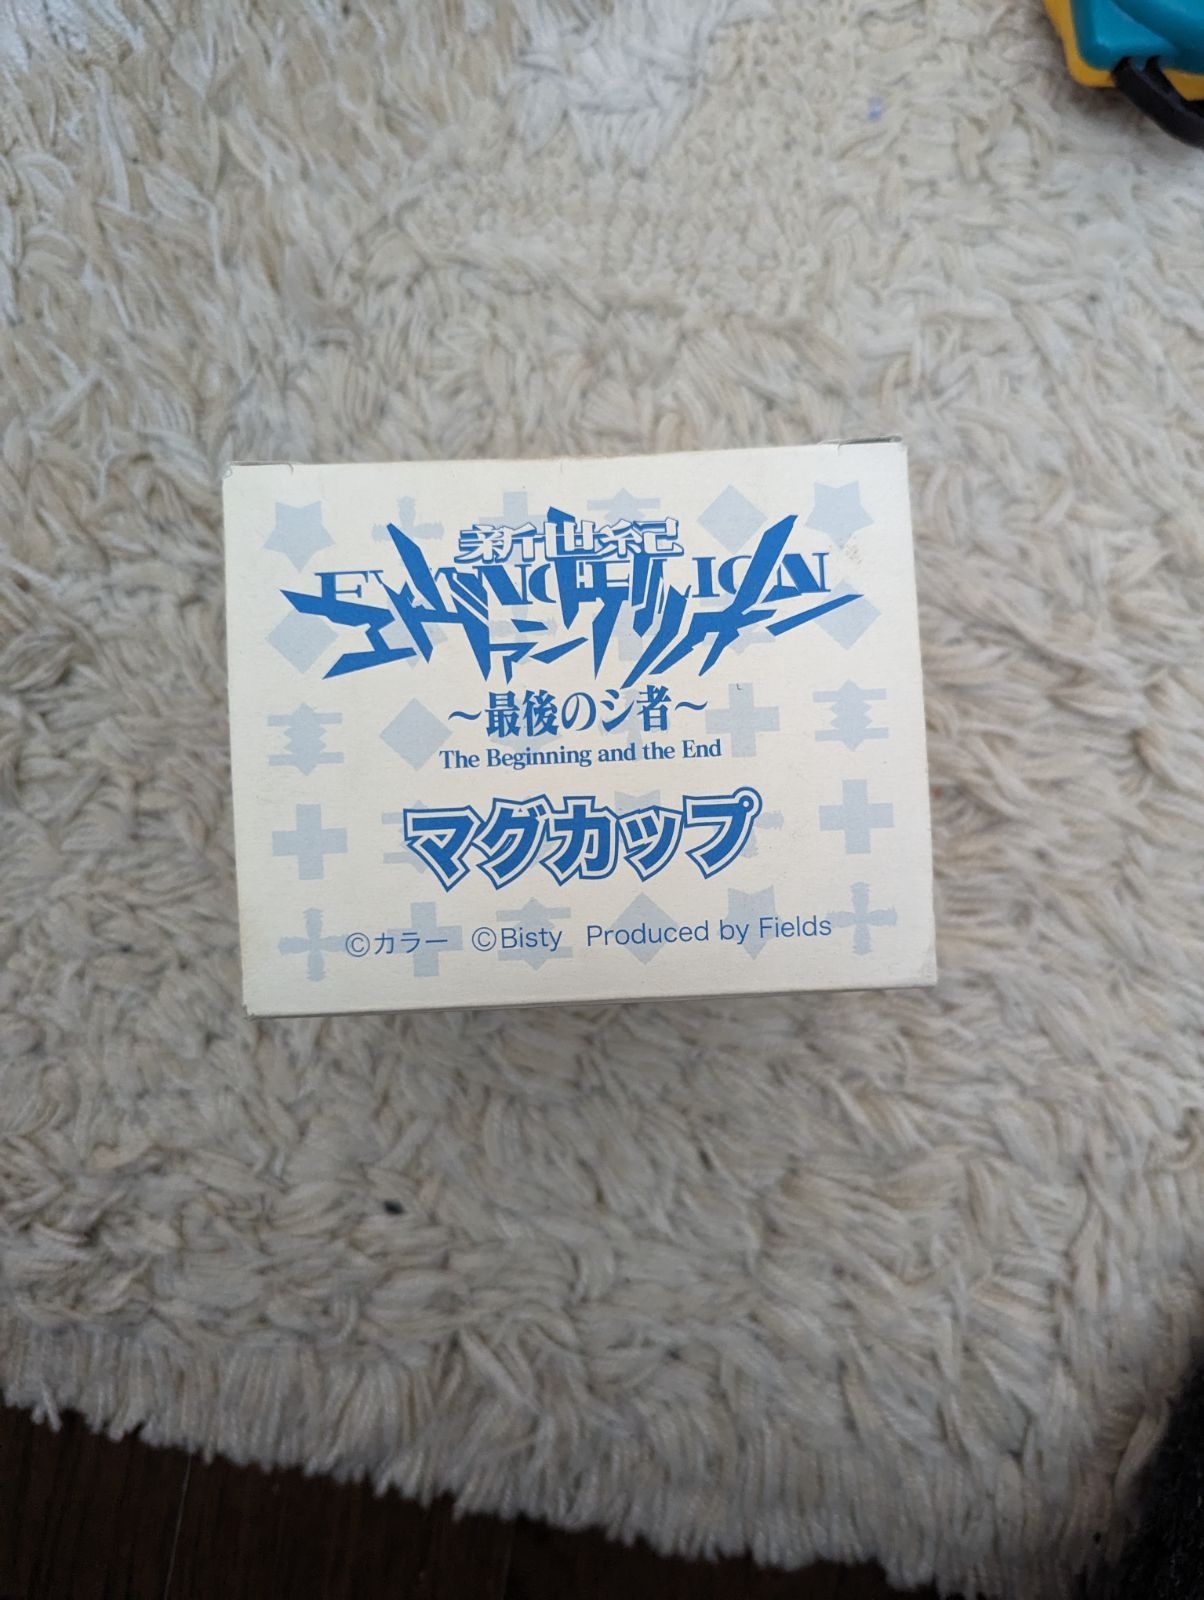 新世紀
EVANGELION
エヴァンゲリオン
～最後のシ者～
The Beginning and the End
マグカップ
©カラー ©Bisty Produced by Fields